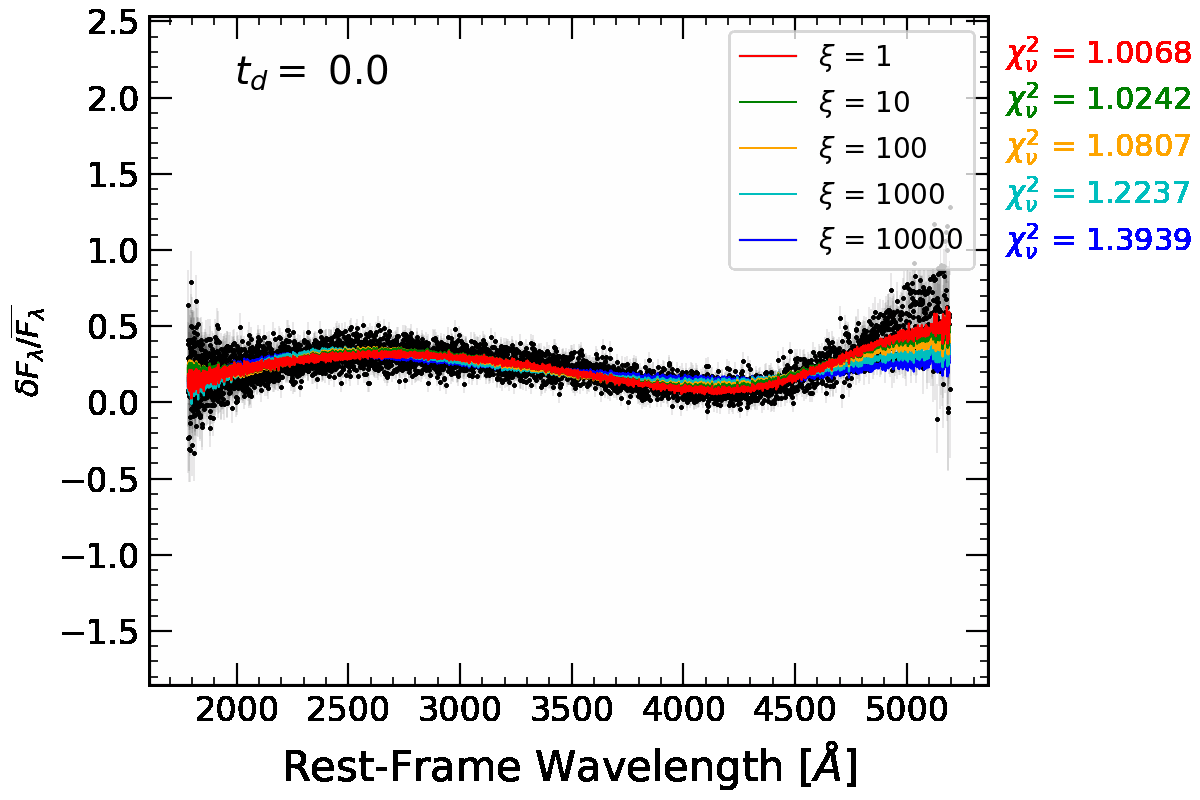 t_d = 0.0
ξ = 1
ξ = 10
ξ = 100
ξ = 1000
ξ = 10000
χ²_ν = 1.0068
χ²_ν = 1.0242
χ²_ν = 1.0807
χ²_ν = 1.2237
χ²_ν = 1.3939
2.5
2.0
1.5
1.0
0.5
0.0
−0.5
−1.0
−1.5
δF_λ/F̅_λ
2000 2500 3000 3500 4000 4500 5000
Rest-Frame Wavelength [Å]